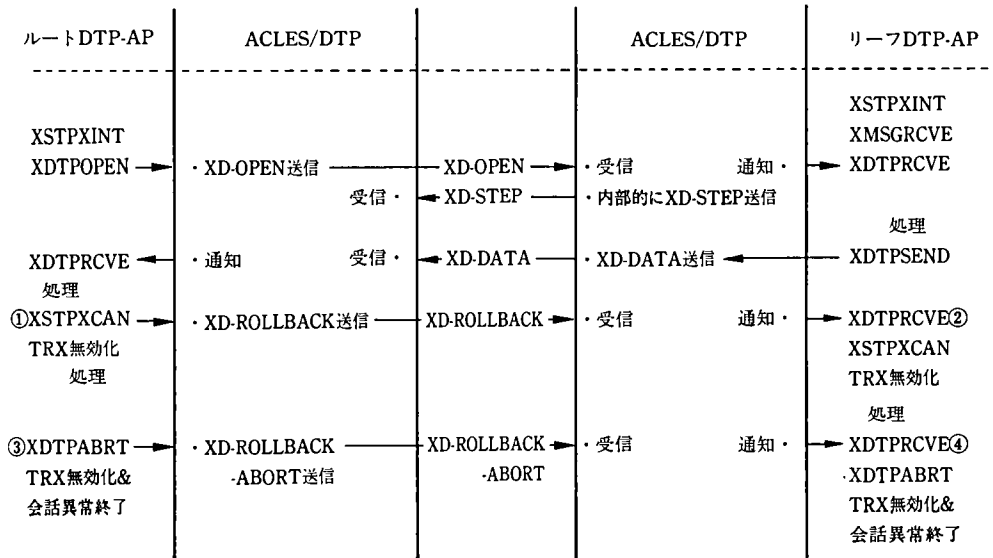 ルートDTP-AP ACLES/DTP ACLES/DTP リーフDTP-AP
XSTPXINT
XSTPXINT XMSGRCVE
XDTPOPEN ・XD-OPEN送信 XD-OPEN ・受信 通知・ XDTPRCVE
受信・ XD-STEP ・内部的にXD-STEP送信
処理
XDTPRCVE ・通知 受信・ XD-DATA ・XD-DATA送信 XDTPSEND
処理
①XSTPXCAN ・XD-ROLLBACK送信 XD-ROLLBACK ・受信 通知・ XDTPRCVE②
TRX無効化 XSTPXCAN
処理 TRX無効化
処理
③XDTPABRT ・XD-ROLLBACK XD-ROLLBACK ・受信 通知・ XDTPRCVE④
TRX無効化& -ABORT送信 -ABORT XDTPABRT
会話異常終了 TRX無効化&
会話異常終了